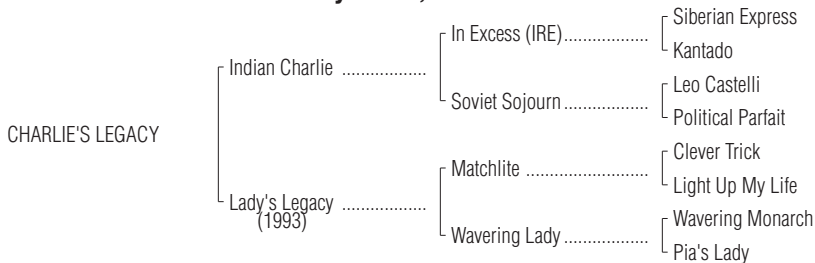 Siberian Express
In Excess (IRE)...................
Kantado
Indian Charlie ...................
Leo Castelli
Soviet Sojourn...................
Political Parfait
CHARLIE'S LEGACY
Clever Trick
Matchlite ...........................
Light Up My Life
Lady's Legacy ...................
(1993)
Wavering Monarch
Wavering Lady...................
Pia's Lady